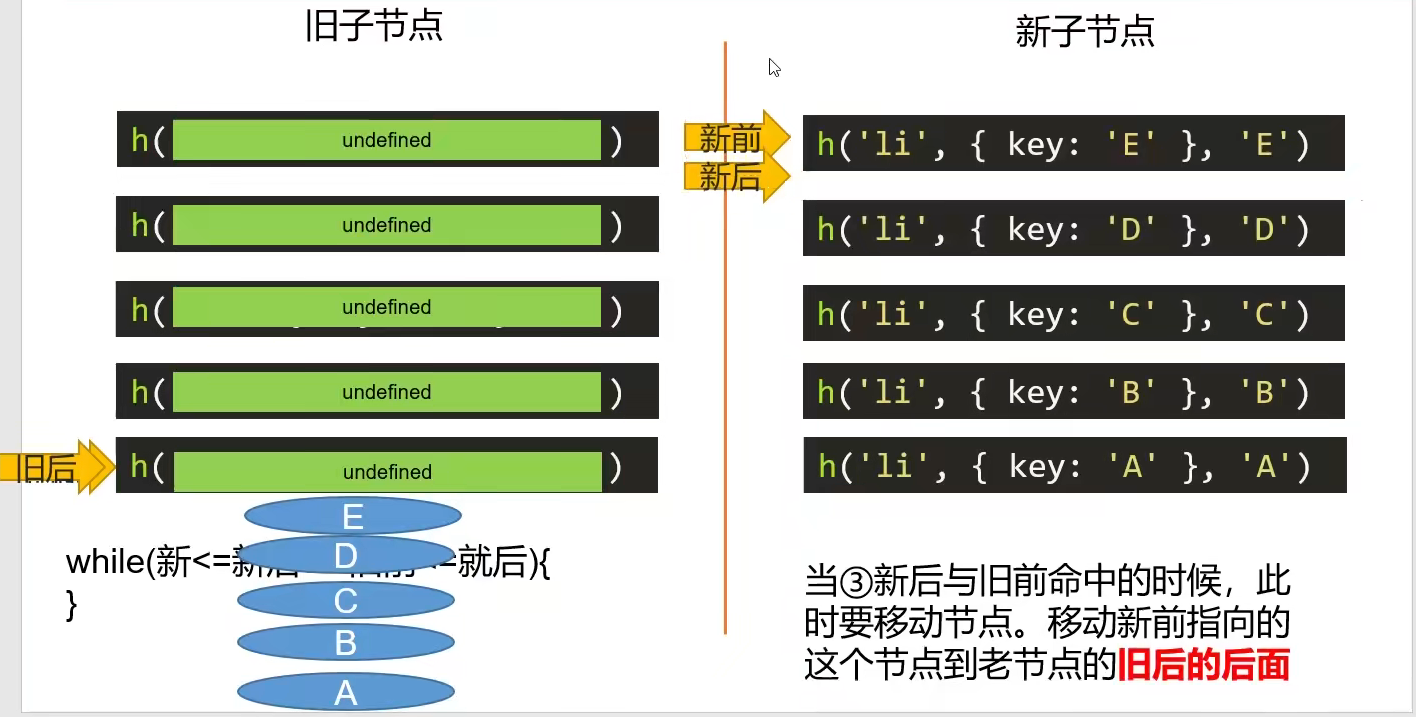 旧子节点
新子节点
h( undefined )
h( undefined )
h( undefined )
h( undefined )
旧后
h( undefined )
新前
新后
h('li', { key: 'E' }, 'E')
h('li', { key: 'D' }, 'D')
h('li', { key: 'C' }, 'C')
h('li', { key: 'B' }, 'B')
h('li', { key: 'A' }, 'A')
E
D
while(新<=新 <=就后){
}
C
B
A
当③新后与旧前命中的时候，此
时要移动节点。移动新前指向的
这个节点到老节点的旧后的后面